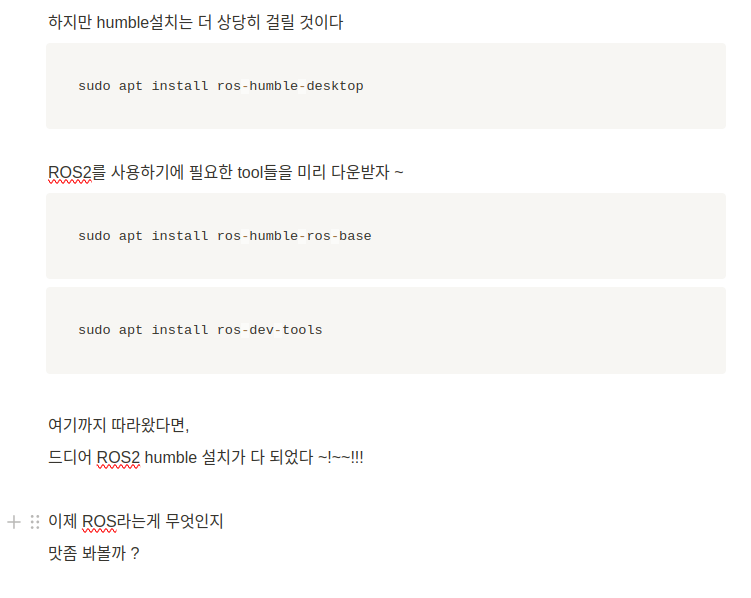 하지만 humble설치는 더 상당히 걸릴 것이다
sudo apt install ros-humble-desktop
ROS2를 사용하기에 필요한 tool들을 미리 다운받자 ~
sudo apt install ros-humble-ros-base
sudo apt install ros-dev-tools
여기까지 따라왔다면,
드디어 ROS2 humble 설치가 다 되었다 ~!~~!!!
이제 ROS라는게 무엇인지
맛좀 봐볼까 ?